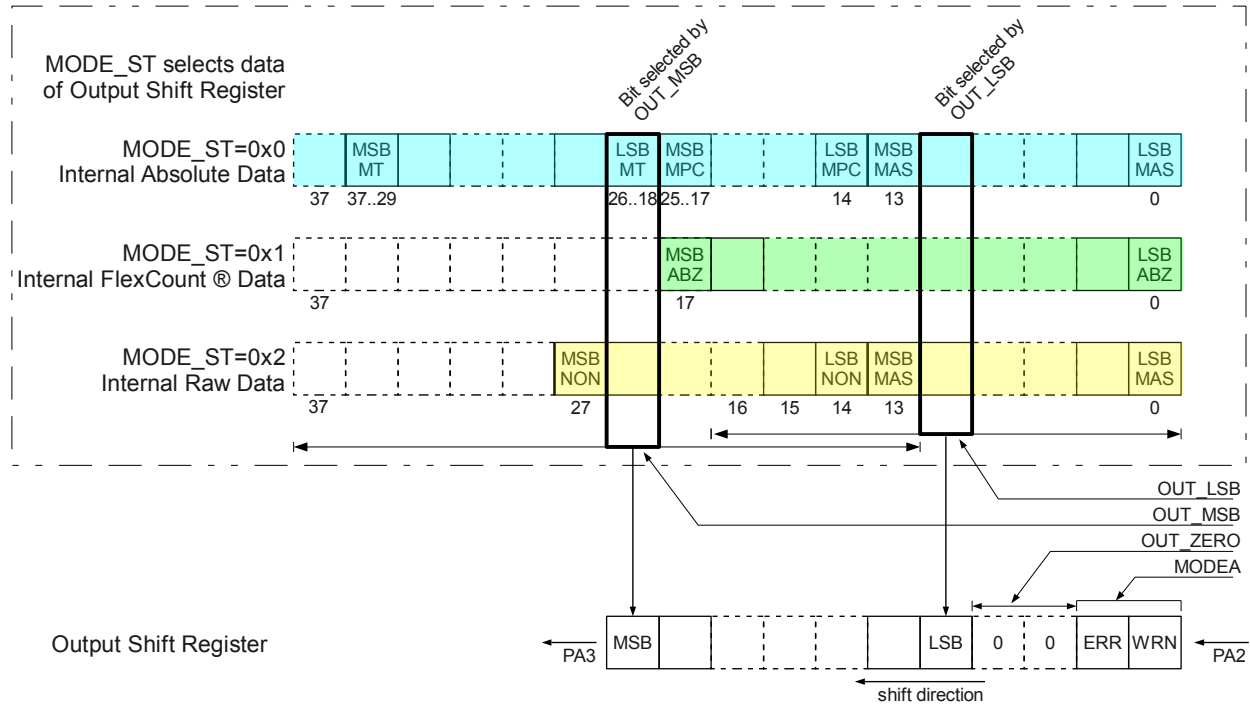 MODE_ST selects data
of Output Shift Register
Bit selected by
OUT_MSB
Bit selected by
OUT_LSB
MODE_ST=0x0
Internal Absolute Data
MSB MT
LSB MT
MSB MPC
LSB MPC
MSB MAS
LSB MAS
37 37..29 26..18 25..17 14 13 0
MODE_ST=0x1
Internal FlexCount ® Data
MSB ABZ
LSB ABZ
37 17 0
MODE_ST=0x2
Internal Raw Data
MSB NON
LSB NON
MSB MAS
LSB MAS
37 27 16 15 14 13 0
OUT_LSB
OUT_MSB
OUT_ZERO
MODEA
Output Shift Register
PA3
MSB LSB 0 0 ERR WRN
PA2
shift direction